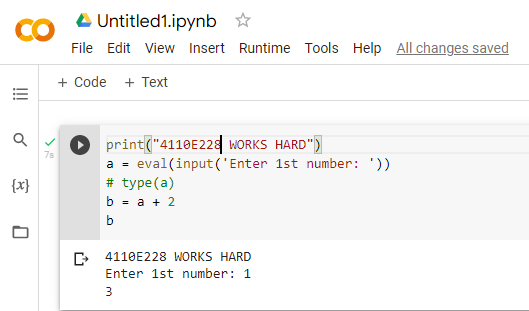 Untitled1.ipynb
File Edit View Insert Runtime Tools Help All changes saved
+ Code + Text
7s
{x}
print("4110E228 WORKS HARD")
a = eval(input('Enter 1st number: '))
# type(a)
b = a + 2
b
4110E228 WORKS HARD
Enter 1st number: 1
3